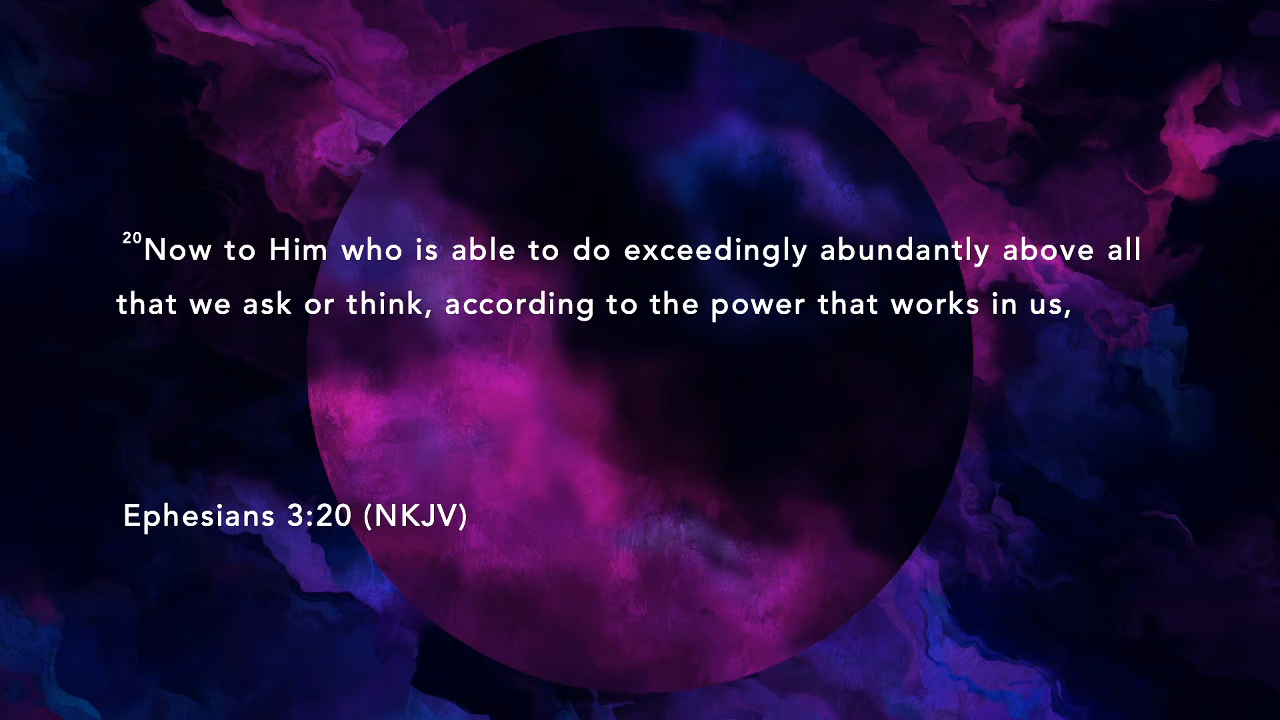 20Now to Him who is able to do exceedingly abundantly above all
that we ask or think, according to the power that works in us,
Ephesians 3:20 (NKJV)